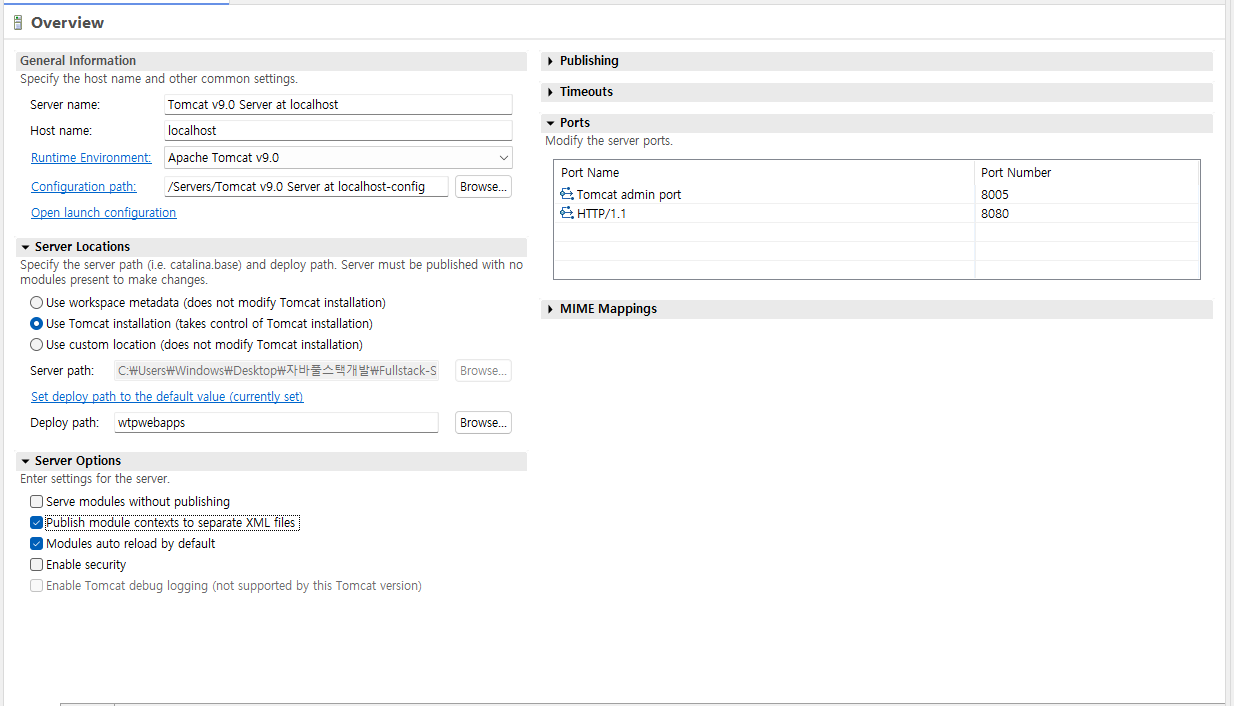 Overview
General Information
Specify the host name and other common settings.
Server name:
Tomcat v9.0 Server at localhost
Host name:
localhost
Runtime Environment:
Apache Tomcat v9.0
Configuration path:
/Servers/Tomcat v9.0 Server at localhost-config
Browse...
Open launch configuration
Server Locations
Specify the server path (i.e. catalina.base) and deploy path. Server must be published with no
modules present to make changes.
Use workspace metadata (does not modify Tomcat installation)
Use Tomcat installation (takes control of Tomcat installation)
Use custom location (does not modify Tomcat installation)
Server path:
C:₩Users₩Windows₩Desktop₩자바풀스택개발₩Fullstack-S
Browse...
Set deploy path to the default value (currently set)
Deploy path:
wtpwebapps
Browse...
Server Options
Enter settings for the server.
Serve modules without publishing
Publish module contexts to separate XML files
Modules auto reload by default
Enable security
Enable Tomcat debug logging (not supported by this Tomcat version)
Publishing
Timeouts
Ports
Modify the server ports.
Port Name
Port Number
Tomcat admin port
8005
HTTP/1.1
8080
MIME Mappings